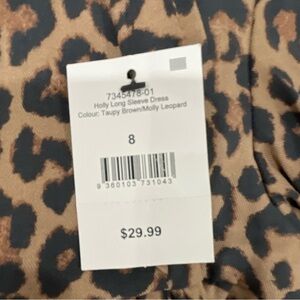 7345478-01
Holly Long Sleeve Dress
Colour: Taupy Brown/Molly Leopard
8
9 360103 731043
$29.99